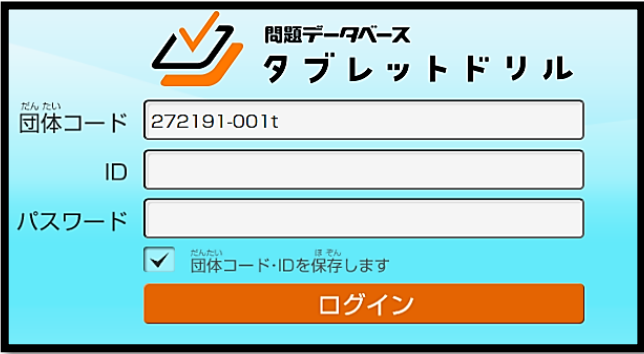 問題データベース
タブレットドリル
だんたい
団体コード
272191-001t
ID
パスワード
だんたい ほぞん
団体コード・IDを保存します
ログイン